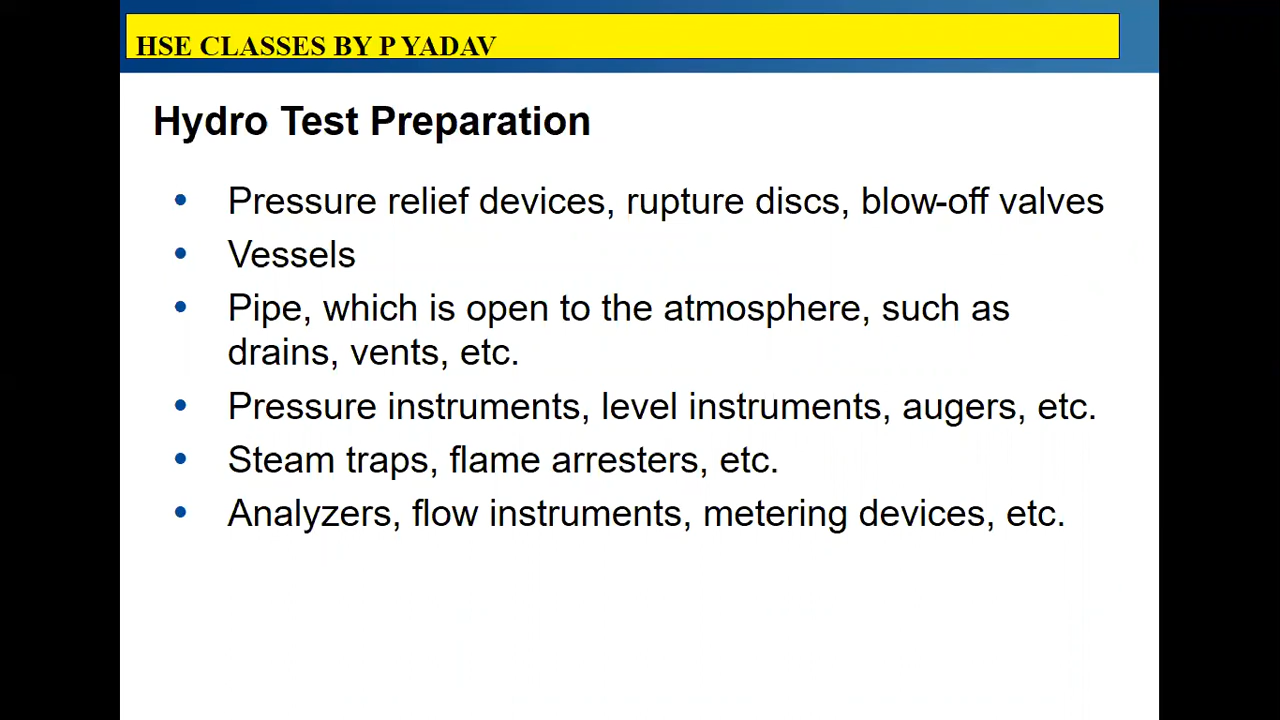 HSE CLASSES BY P YADAV
Hydro Test Preparation
• Pressure relief devices, rupture discs, blow-off valves
• Vessels
• Pipe, which is open to the atmosphere, such as
drains, vents, etc.
• Pressure instruments, level instruments, augers, etc.
• Steam traps, flame arresters, etc.
• Analyzers, flow instruments, metering devices, etc.